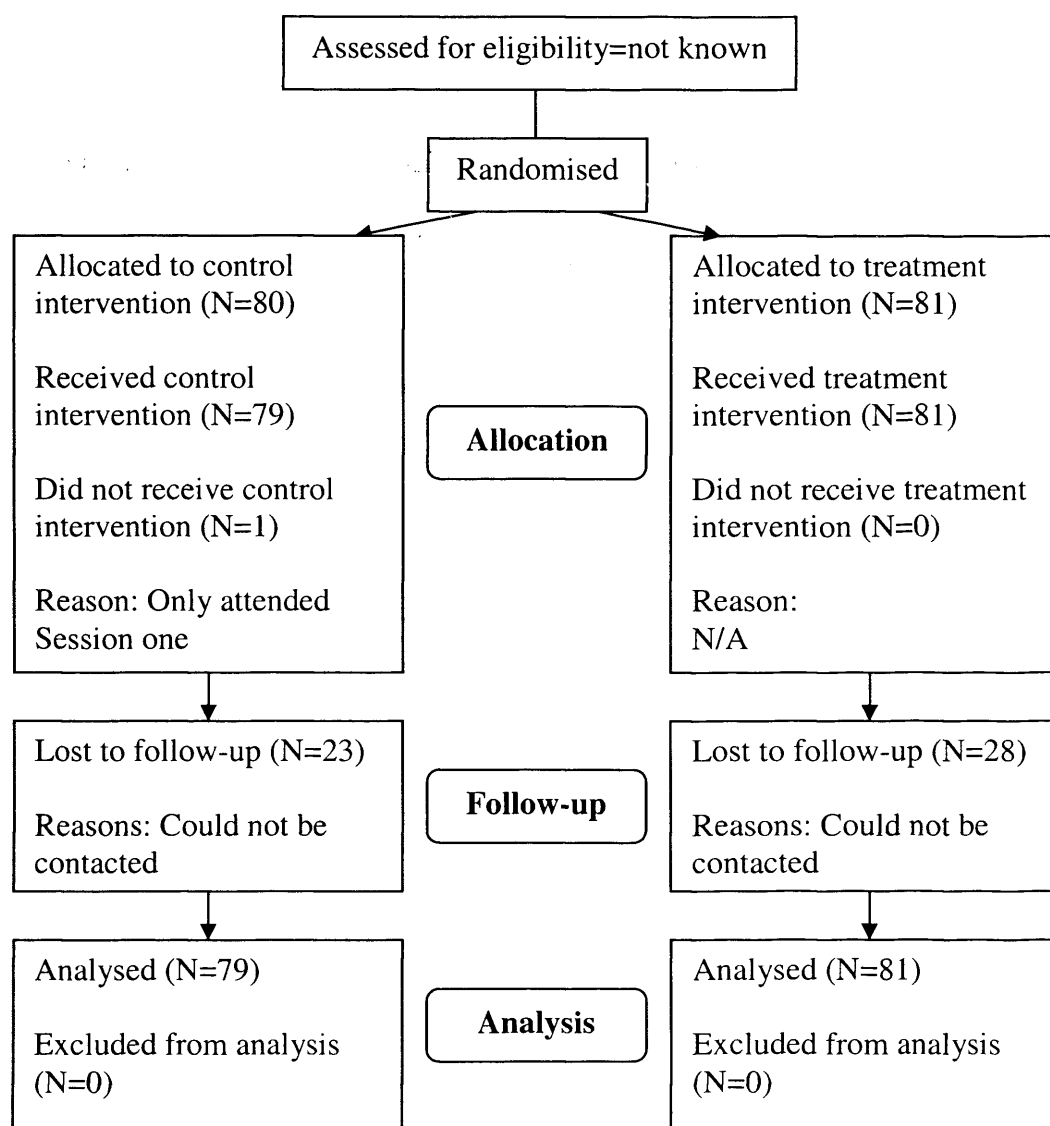 Assessed for eligibility=not known
Randomised
Allocated to control
intervention (N=80)
Received control
intervention (N=79)
Did not receive control
intervention (N=1)
Reason: Only attended
Session one
Allocated to treatment
intervention (N=81)
Received treatment
intervention (N=81)
Did not receive treatment
intervention (N=0)
Reason:
N/A
Allocation
Lost to follow-up (N=23)
Reasons: Could not be
contacted
Follow-up
Lost to follow-up (N=28)
Reasons: Could not be
contacted
Analysed (N=79)
Excluded from analysis
(N=0)
Analysis
Analysed (N=81)
Excluded from analysis
(N=0)